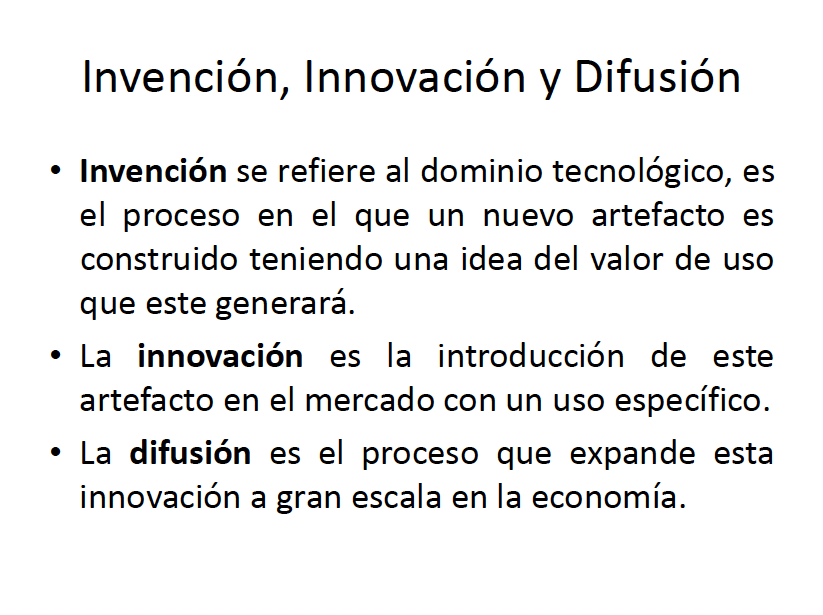 Invención, Innovación y Difusión
• Invención se refiere al dominio tecnológico, es
el proceso en el que un nuevo artefacto es
construido teniendo una idea del valor de uso
que este generará.
• La innovación es la introducción de este
artefacto en el mercado con un uso específico.
• La difusión es el proceso que expande esta
innovación a gran escala en la economía.